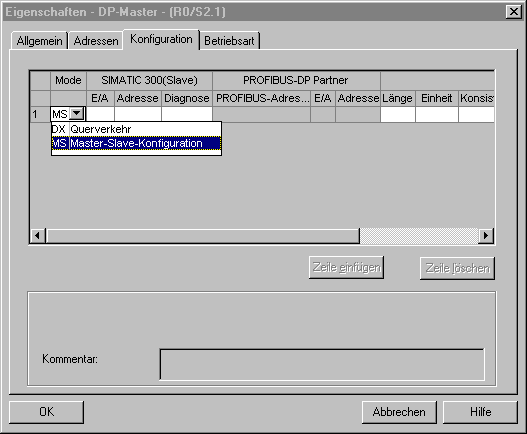 Eigenschaften - DP-Master - (R0/S2.1)
Allgemein Adressen Konfiguration Betriebsart
Mode SIMATIC 300(Slave) PROFIBUS-DP Partner
E/A Adresse Diagnose PROFIBUS-Adres... E/A Adresse Länge Einheit Konsist
1 MS
DX Querverkehr
MS Master-Slave-Konfiguration
Zeile einfügen Zeile löschen
Kommentar:
OK Abbrechen Hilfe